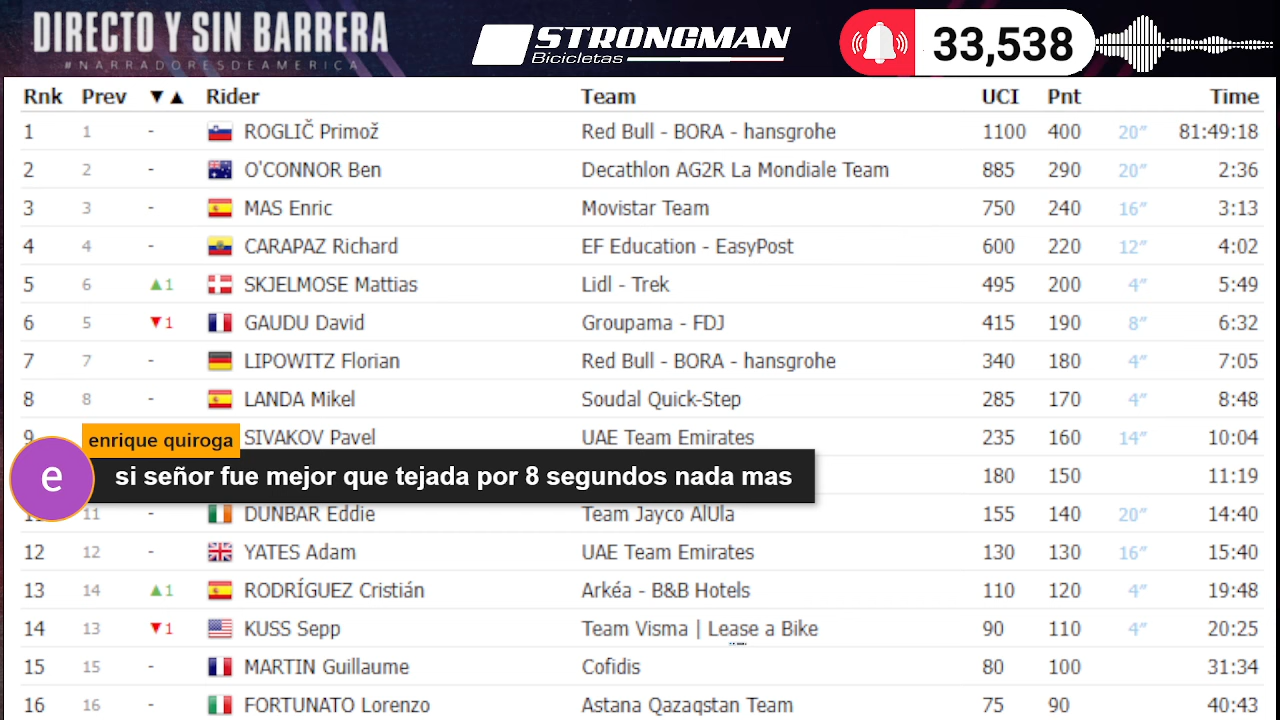 DIRECTO Y SIN BARRERA
#NARRADORESDEAMERICA
STRONGMAN
Bicicletas
33,538
Rnk Prev ▼▲ Rider Team UCI Pnt Time
1 1 - ROGLIČ Primož Red Bull - BORA - hansgrohe 1100 400 20″ 81:49:18
2 2 - O'CONNOR Ben Decathlon AG2R La Mondiale Team 885 290 20″ 2:36
3 3 - MAS Enric Movistar Team 750 240 16″ 3:13
4 4 - CARAPAZ Richard EF Education - EasyPost 600 220 12″ 4:02
5 6 ▲1 SKJELMOSE Mattias Lidl - Trek 495 200 4″ 5:49
6 5 ▼1 GAUDU David Groupama - FDJ 415 190 8″ 6:32
7 7 - LIPOWITZ Florian Red Bull - BORA - hansgrohe 340 180 4″ 7:05
8 8 - LANDA Mikel Soudal Quick-Step 285 170 4″ 8:48
9 SIVAKOV Pavel UAE Team Emirates 235 160 14″ 10:04
enrique quiroga
e
si señor fue mejor que tejada por 8 segundos nada mas
180 150 11:19
11 11 - DUNBAR Eddie Team Jayco AlUla 155 140 20″ 14:40
12 12 - YATES Adam UAE Team Emirates 130 130 16″ 15:40
13 14 ▲1 RODRÍGUEZ Cristián Arkéa - B&B Hotels 110 120 4″ 19:48
14 13 ▼1 KUSS Sepp Team Visma | Lease a Bike 90 110 4″ 20:25
15 15 - MARTIN Guillaume Cofidis 80 100 31:34
16 16 - FORTUNATO Lorenzo Astana Qazaqstan Team 75 90 40:43